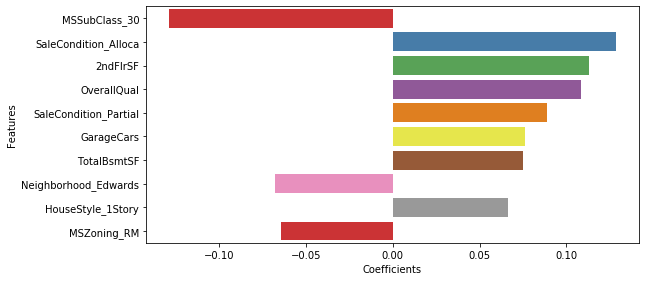 MSSubClass_30
SaleCondition_Alloca
2ndFlrSF
OverallQual
SaleCondition_Partial
GarageCars
TotalBsmtSF
Neighborhood_Edwards
HouseStyle_1Story
MSZoning_RM
Features
−0.10 −0.05 0.00 0.05 0.10
Coefficients